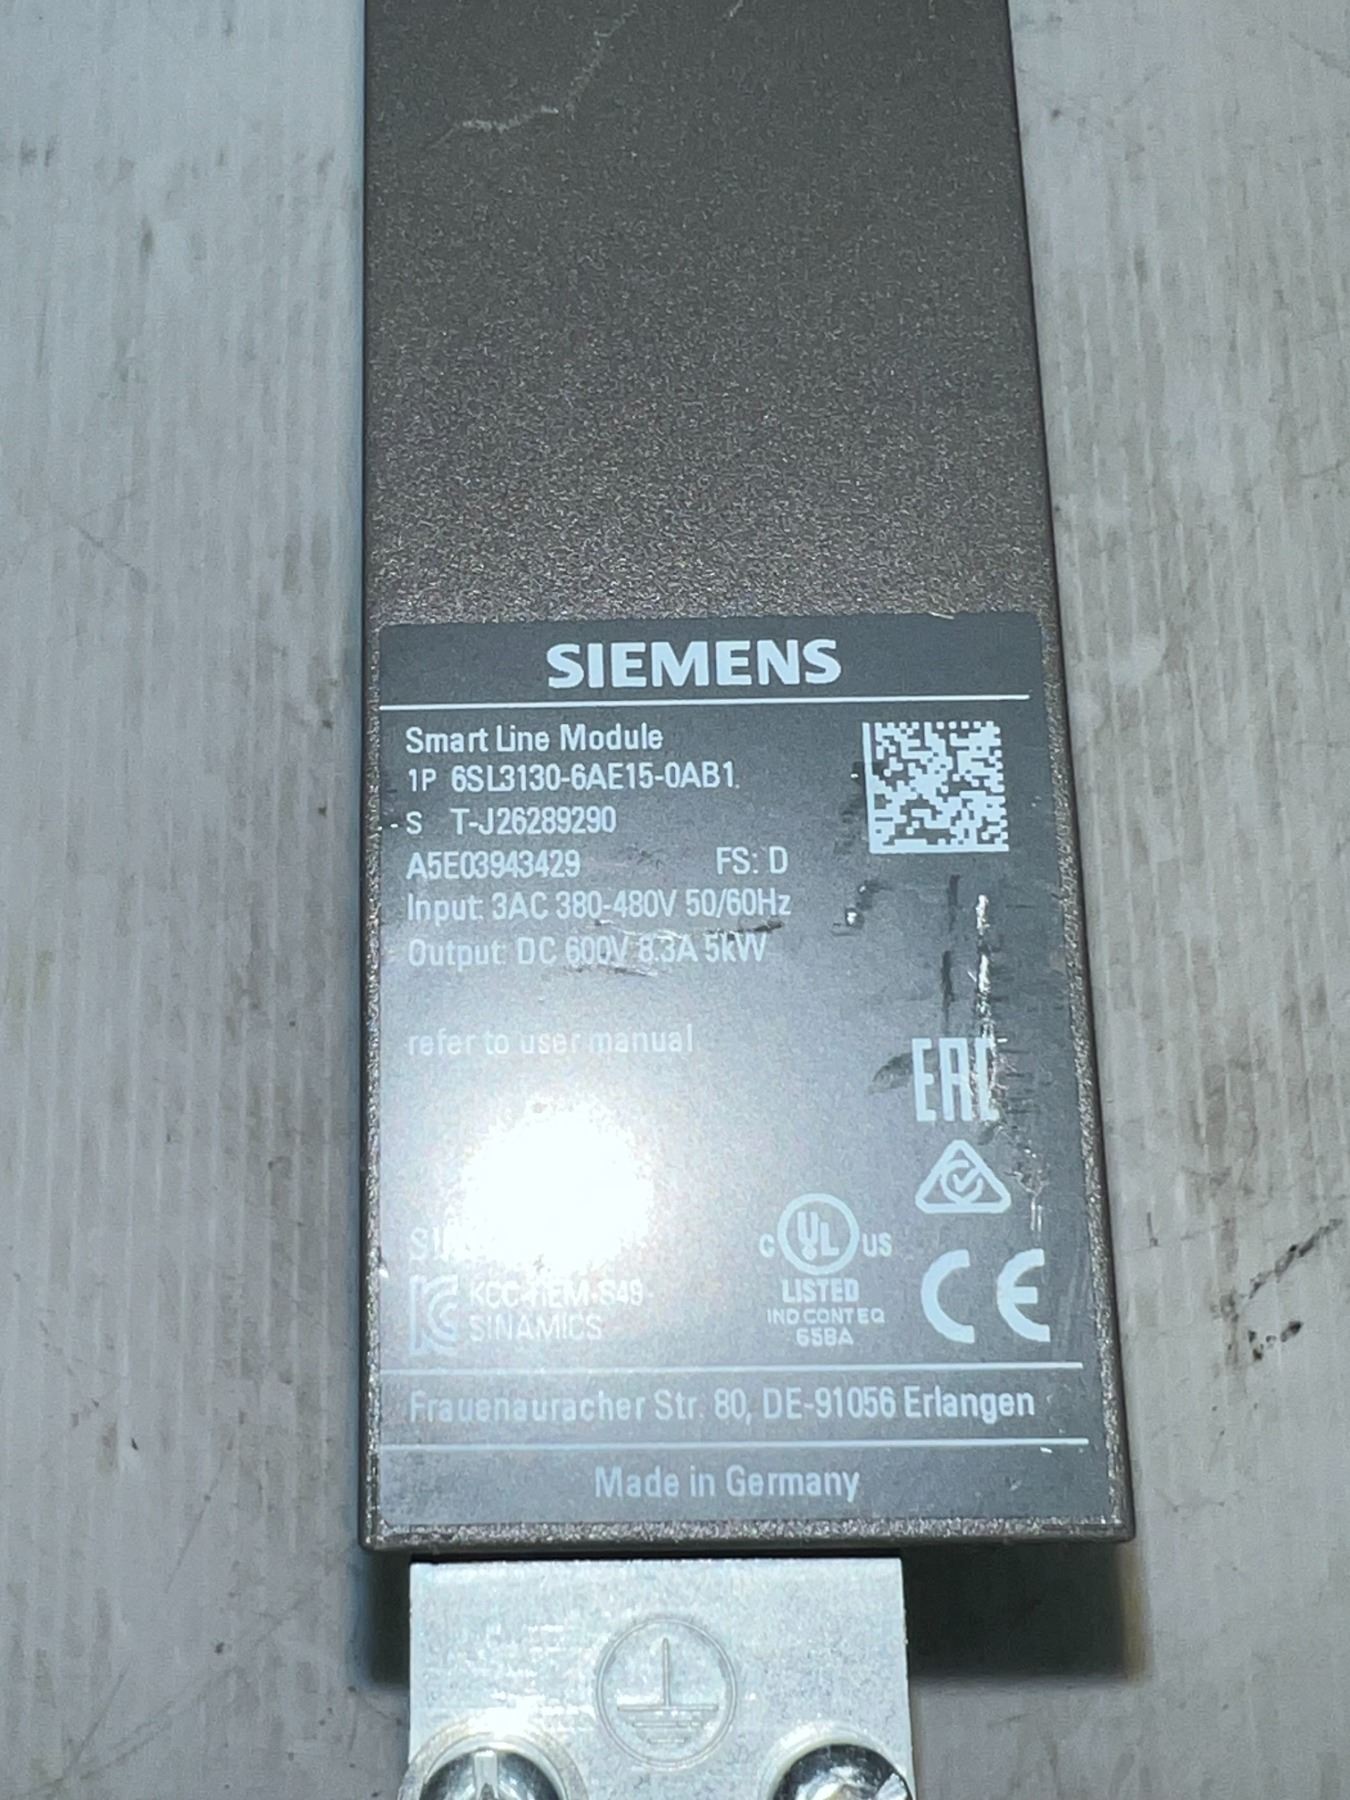 SIEMENS
Smart Line Module
1P 6SL3130-6AE15-0AB1
S T-J26289290
A5E03943429 FS: D
Input: 3AC 380-480V 50/60Hz
Output: DC 600V 8.3A 5kW
refer to user manual
EAC
C UL US
LISTED
IND CONT EQ
65BA
CE
SINAMICS
Frauenauracher Str. 80, DE-91056 Erlangen
Made in Germany